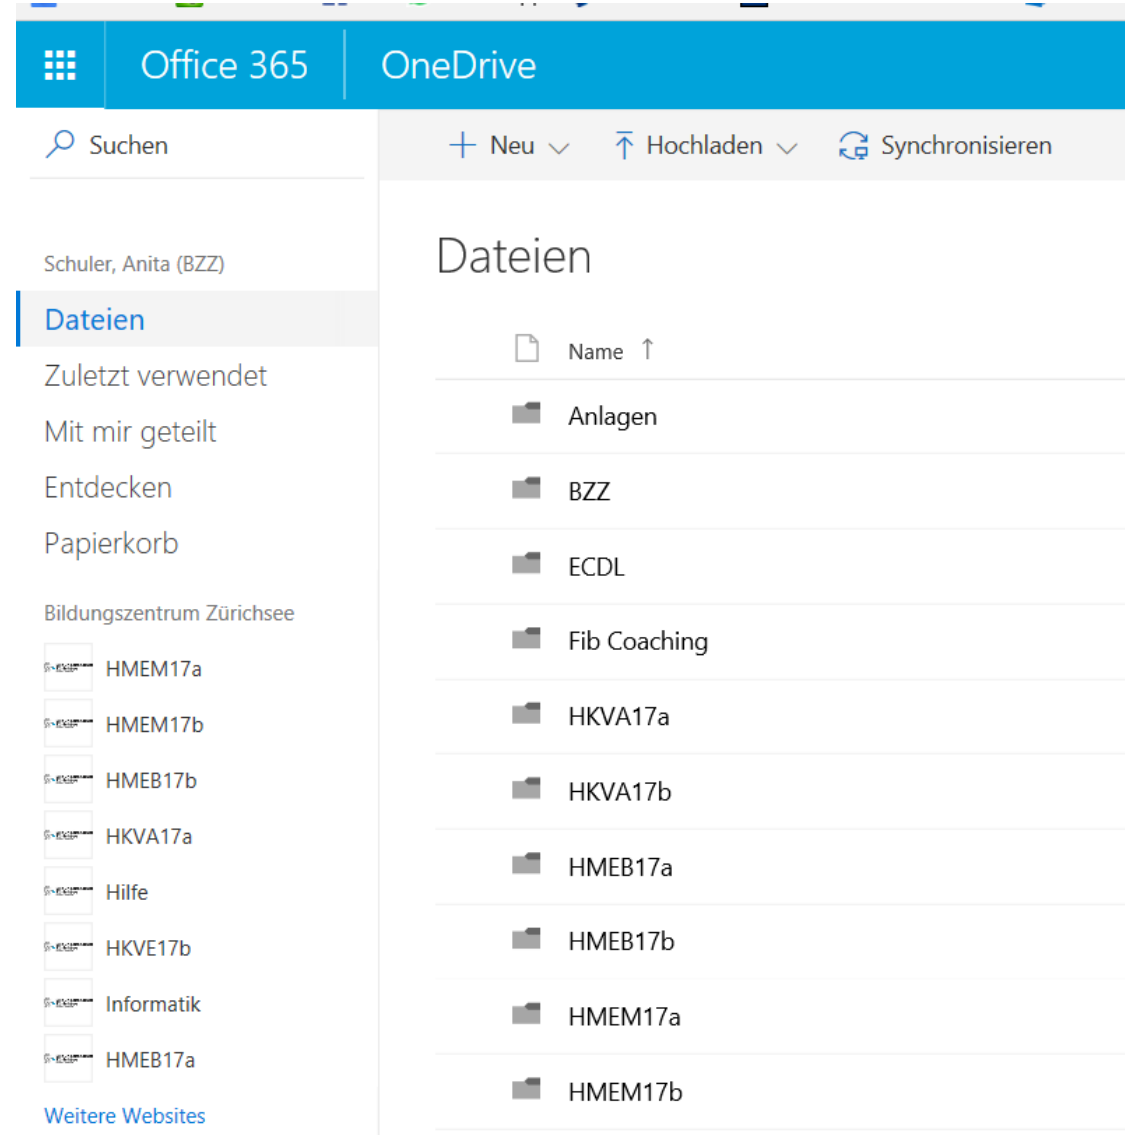 Office 365
OneDrive
Suchen
Neu
Hochladen
Synchronisieren
Schuler, Anita (BZZ)
Dateien
Zuletzt verwendet
Mit mir geteilt
Entdecken
Papierkorb
Bildungszentrum Zürichsee
HMEM17a
HMEM17b
HMEB17b
HKVA17a
Hilfe
HKVE17b
Informatik
HMEB17a
Weitere Websites
Dateien
Name
Anlagen
BZZ
ECDL
Fib Coaching
HKVA17a
HKVA17b
HMEB17a
HMEB17b
HMEM17a
HMEM17b